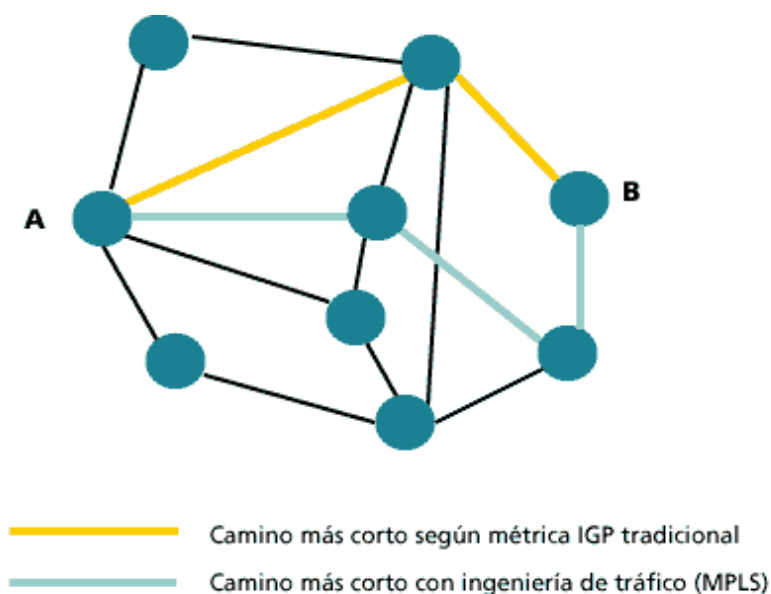 A
B
Camino más corto según métrica IGP tradicional
Camino más corto con ingeniería de tráfico (MPLS)